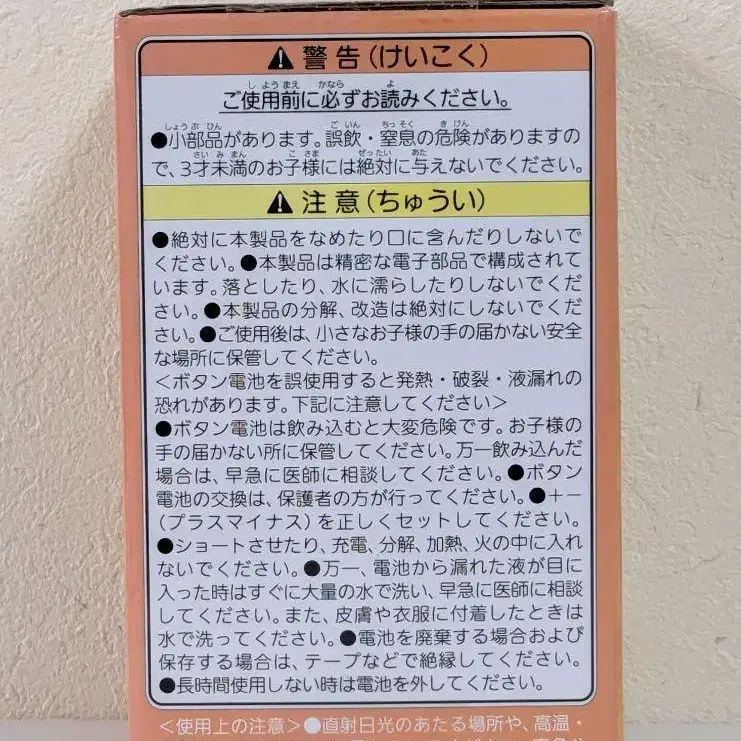 ⚠ 警告(けいこく)
ご使用前に必ずお読みください。
●小部品があります。誤飲・窒息の危険がありますの
で、3才未満のお子様には絶対に与えないでください。
⚠ 注意(ちゅうい)
●絶対に本製品をなめたり口に含んだりしないで
ください。●本製品は精密な電子部品で構成されて
います。落としたり、水に濡らしたりしないでくだ
さい。●本製品の分解、改造は絶対にしないでくだ
さい。●ご使用後は、小さなお子様の手の届かない安全
な場所に保管してください。
<ボタン電池を誤使用すると発熱・破裂・液漏れの
恐れがあります。下記に注意してください>
●ボタン電池は飲み込むと大変危険です。お子様の
手の届かない所に保管してください。万一飲み込んだ
場合は、早急に医師に相談してください。●ボタン
電池の交換は、保護者の方が行ってください。●+-
(プラスマイナス)を正しくセットしてください。
●ショートさせたり、充電、分解、加熱、火の中に入れ
ないでください。●万一、電池から漏れた液が目に
入った時はすぐに大量の水で洗い、早急に医師に相談
してください。また、皮膚や衣服に付着したときは
水で洗ってください。●電池を廃棄する場合および
保存する場合は、テープなどで絶縁してください。
●長時間使用しない時は電池を外してください。
<使用上の注意>●直射日光のあたる場所や、高温・